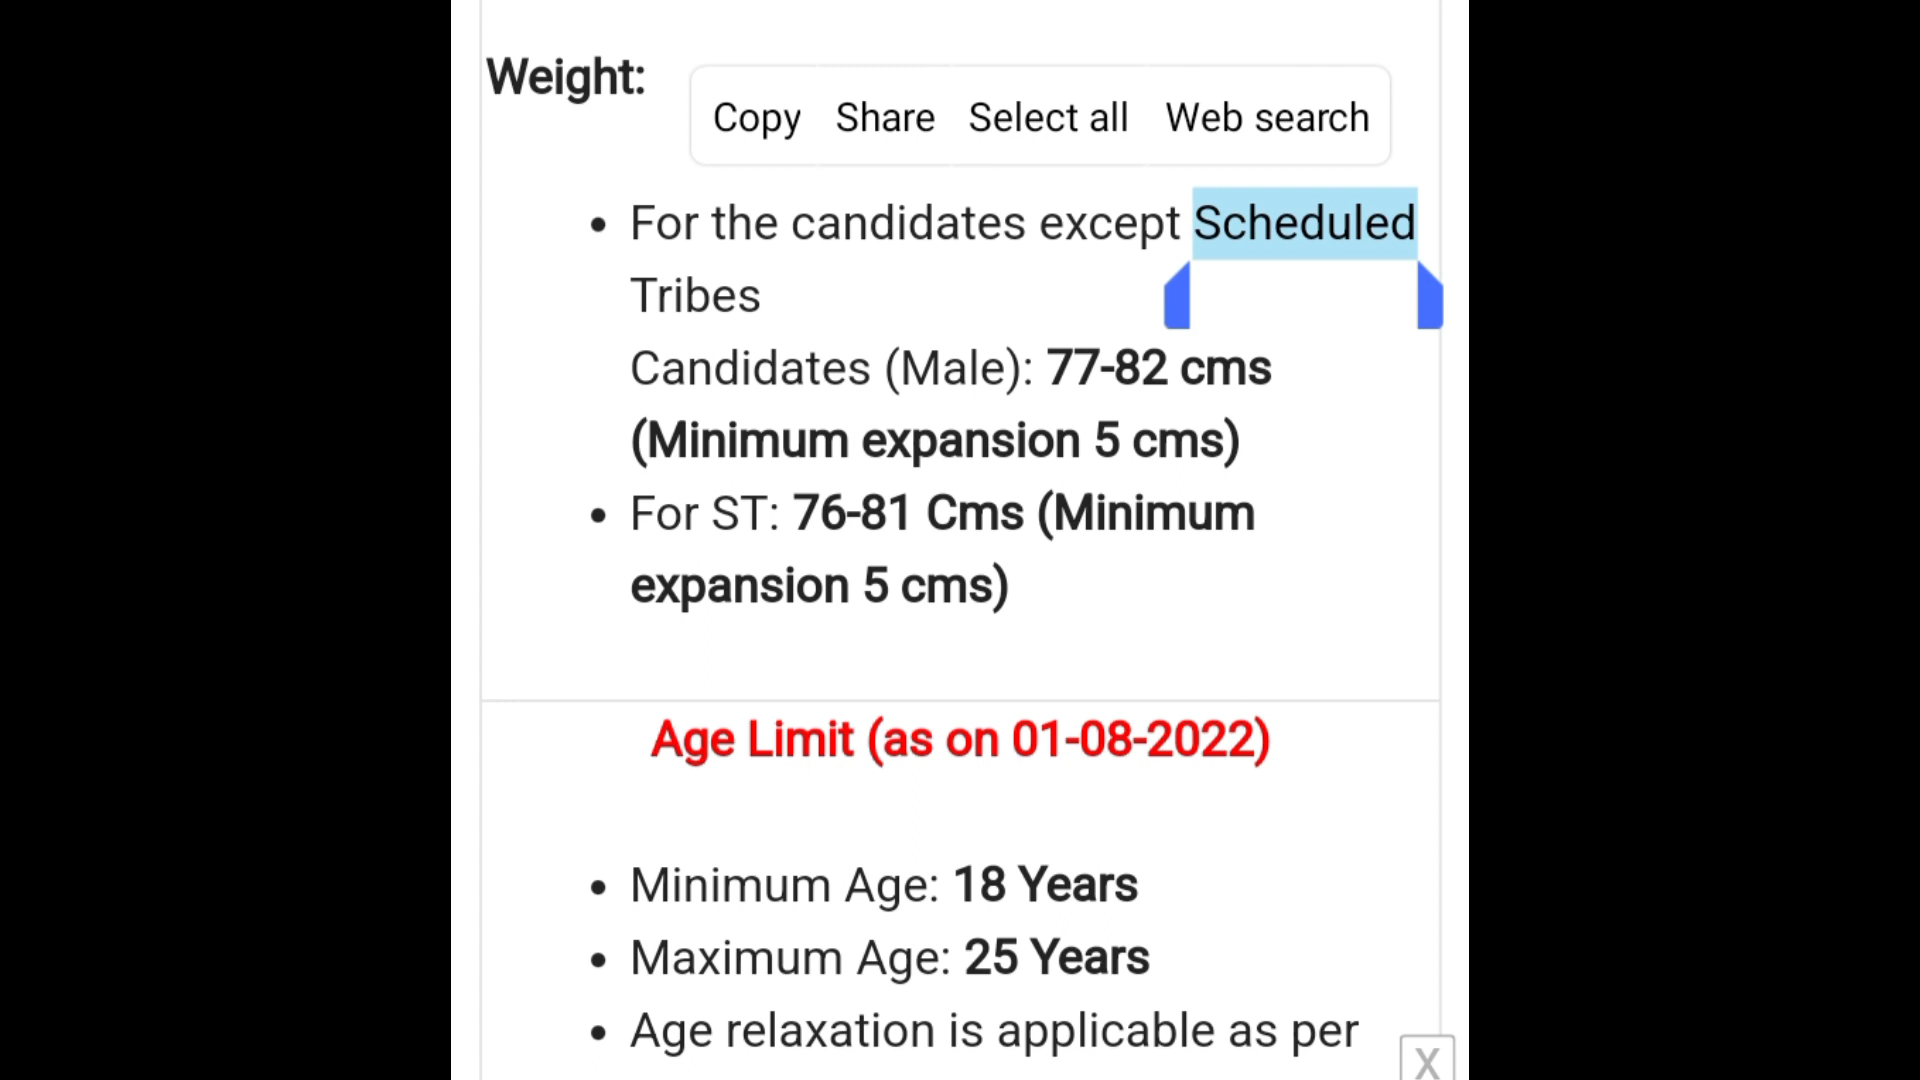 Weight:
Copy Share Select all Web search
• For the candidates except Scheduled
Tribes
Candidates (Male): 77-82 cms
(Minimum expansion 5 cms)
• For ST: 76-81 Cms (Minimum
expansion 5 cms)
Age Limit (as on 01-08-2022)
• Minimum Age: 18 Years
• Maximum Age: 25 Years
• Age relaxation is applicable as per
X